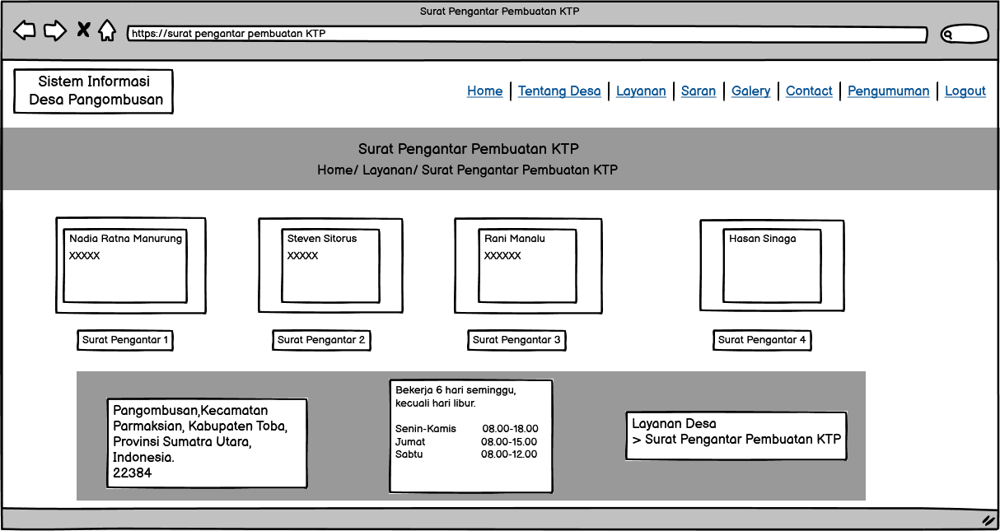 Surat Pengantar Pembuatan KTP
https://surat pengantar pembuatan KTP
Sistem Informasi
Desa Pangombusan
Home | Tentang Desa | Layanan | Saran | Galery | Contact | Pengumuman | Logout
Surat Pengantar Pembuatan KTP
Home/ Layanan/ Surat Pengantar Pembuatan KTP
Nadia Ratna Manurung
XXXXX
Steven Sitorus
XXXXX
Rani Manalu
XXXXXX
Hasan Sinaga
Surat Pengantar 1
Surat Pengantar 2
Surat Pengantar 3
Surat Pengantar 4
Pangombusan,Kecamatan
Parmaksian, Kabupaten Toba,
Provinsi Sumatra Utara,
Indonesia.
22384
Bekerja 6 hari seminggu,
kecuali hari libur.
Senin-Kamis 08.00-18.00
Jumat 08.00-15.00
Sabtu 08.00-12.00
Layanan Desa
> Surat Pengantar Pembuatan KTP